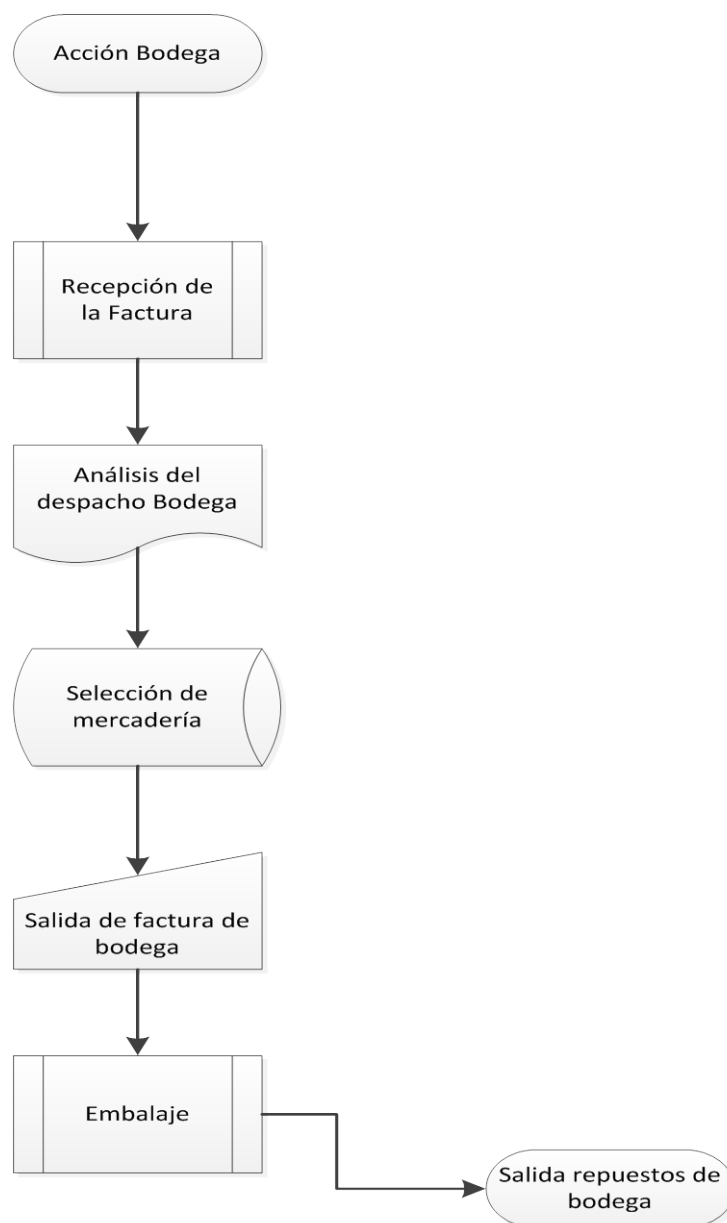 Acción Bodega
Recepción de
la Factura
Análisis del
despacho Bodega
Selección de
mercadería
Salida de factura de
bodega
Embalaje
Salida repuestos de
bodega